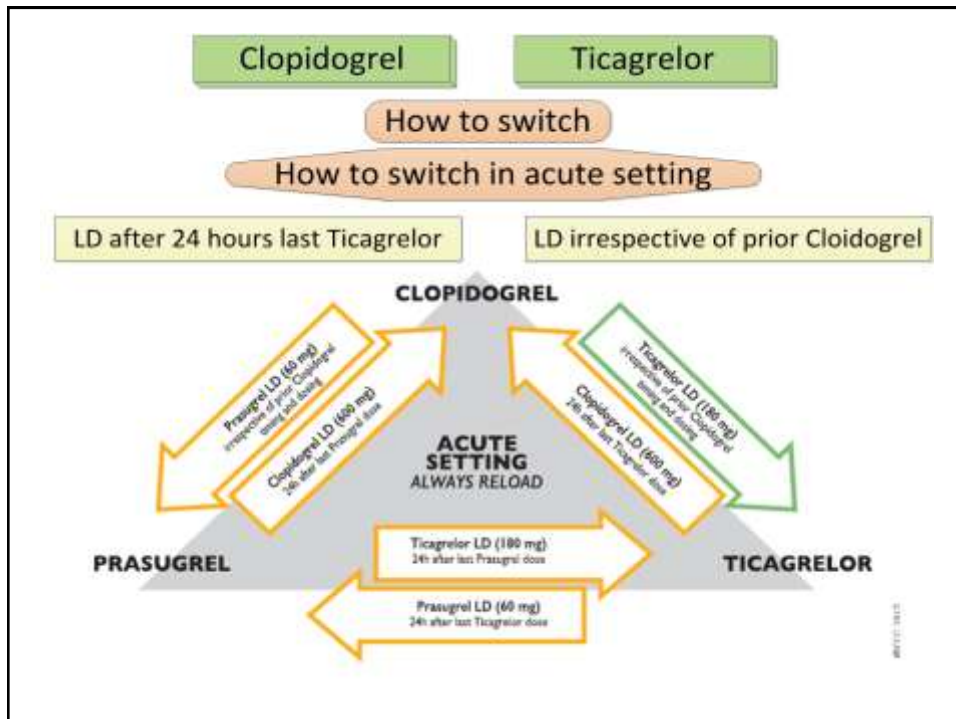 Clopidogrel
Ticagrelor
How to switch
How to switch in acute setting
LD after 24 hours last Ticagrelor
LD irrespective of prior Cloidogrel
CLOPIDOGREL
Prasugrel LD (60 mg)
irrespective of prior Clopidogrel
timing and dosing
Clopidogrel LD (600 mg)
24h after last Prasugrel dose
Ticagrelor LD (180 mg)
irrespective of prior Clopidogrel
timing and dosing
Clopidogrel LD (600 mg)
24h after last Ticagrelor dose
ACUTE
SETTING
ALWAYS RELOAD
PRASUGREL
TICAGRELOR
Ticagrelor LD (180 mg)
24h after last Prasugrel dose
Prasugrel LD (60 mg)
24h after last Ticagrelor dose